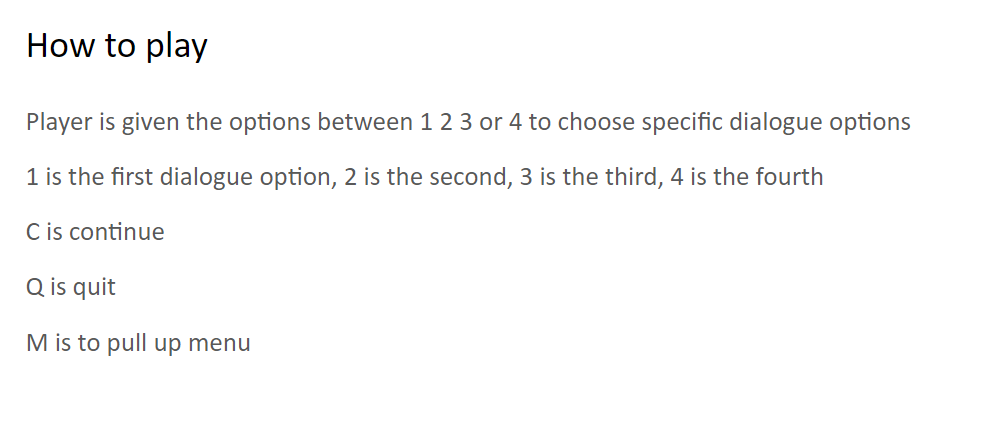 How to play
Player is given the options between 1 2 3 or 4 to choose specific dialogue options
1 is the first dialogue option, 2 is the second, 3 is the third, 4 is the fourth
C is continue
Q is quit
M is to pull up menu